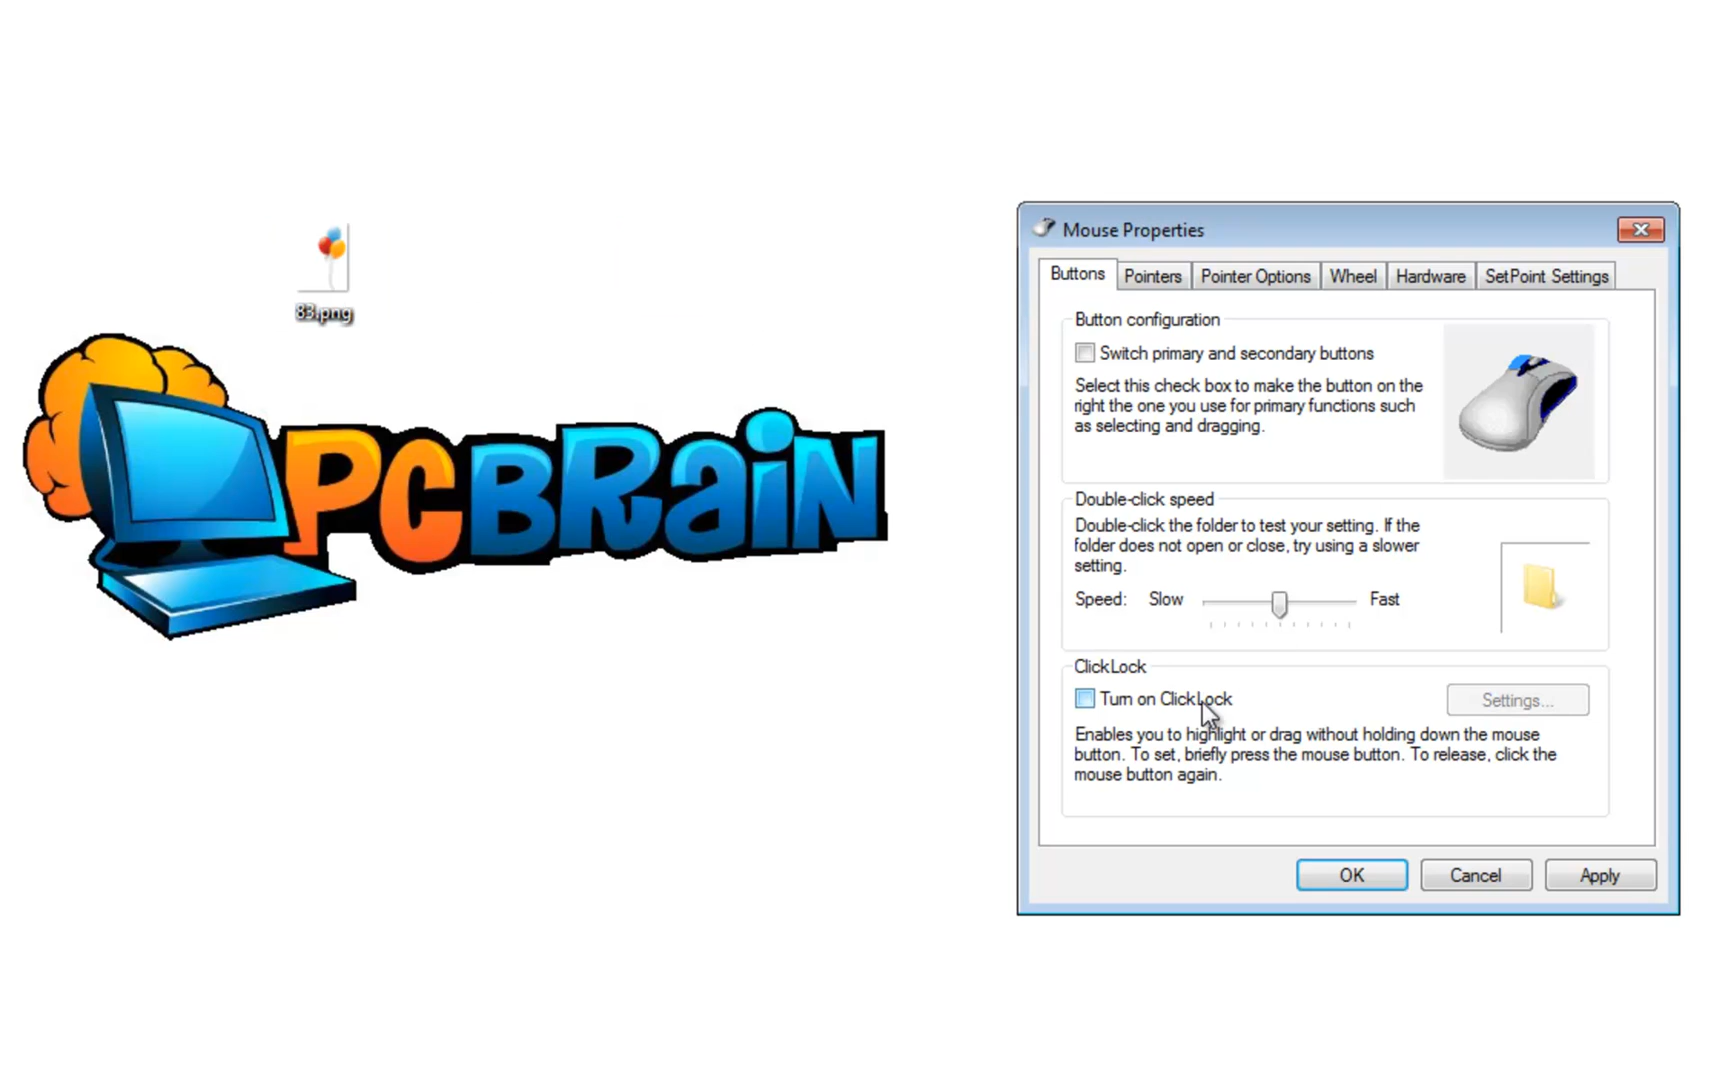 83.png
PCBRaiN
Mouse Properties
Buttons Pointers Pointer Options Wheel Hardware SetPoint Settings
Button configuration
Switch primary and secondary buttons
Select this check box to make the button on the
right the one you use for primary functions such
as selecting and dragging.
Double-click speed
Double-click the folder to test your setting. If the
folder does not open or close, try using a slower
setting.
Speed: Slow Fast
ClickLock
Turn on ClickLock Settings...
Enables you to highlight or drag without holding down the mouse
button. To set, briefly press the mouse button. To release, click the
mouse button again.
OK Cancel Apply